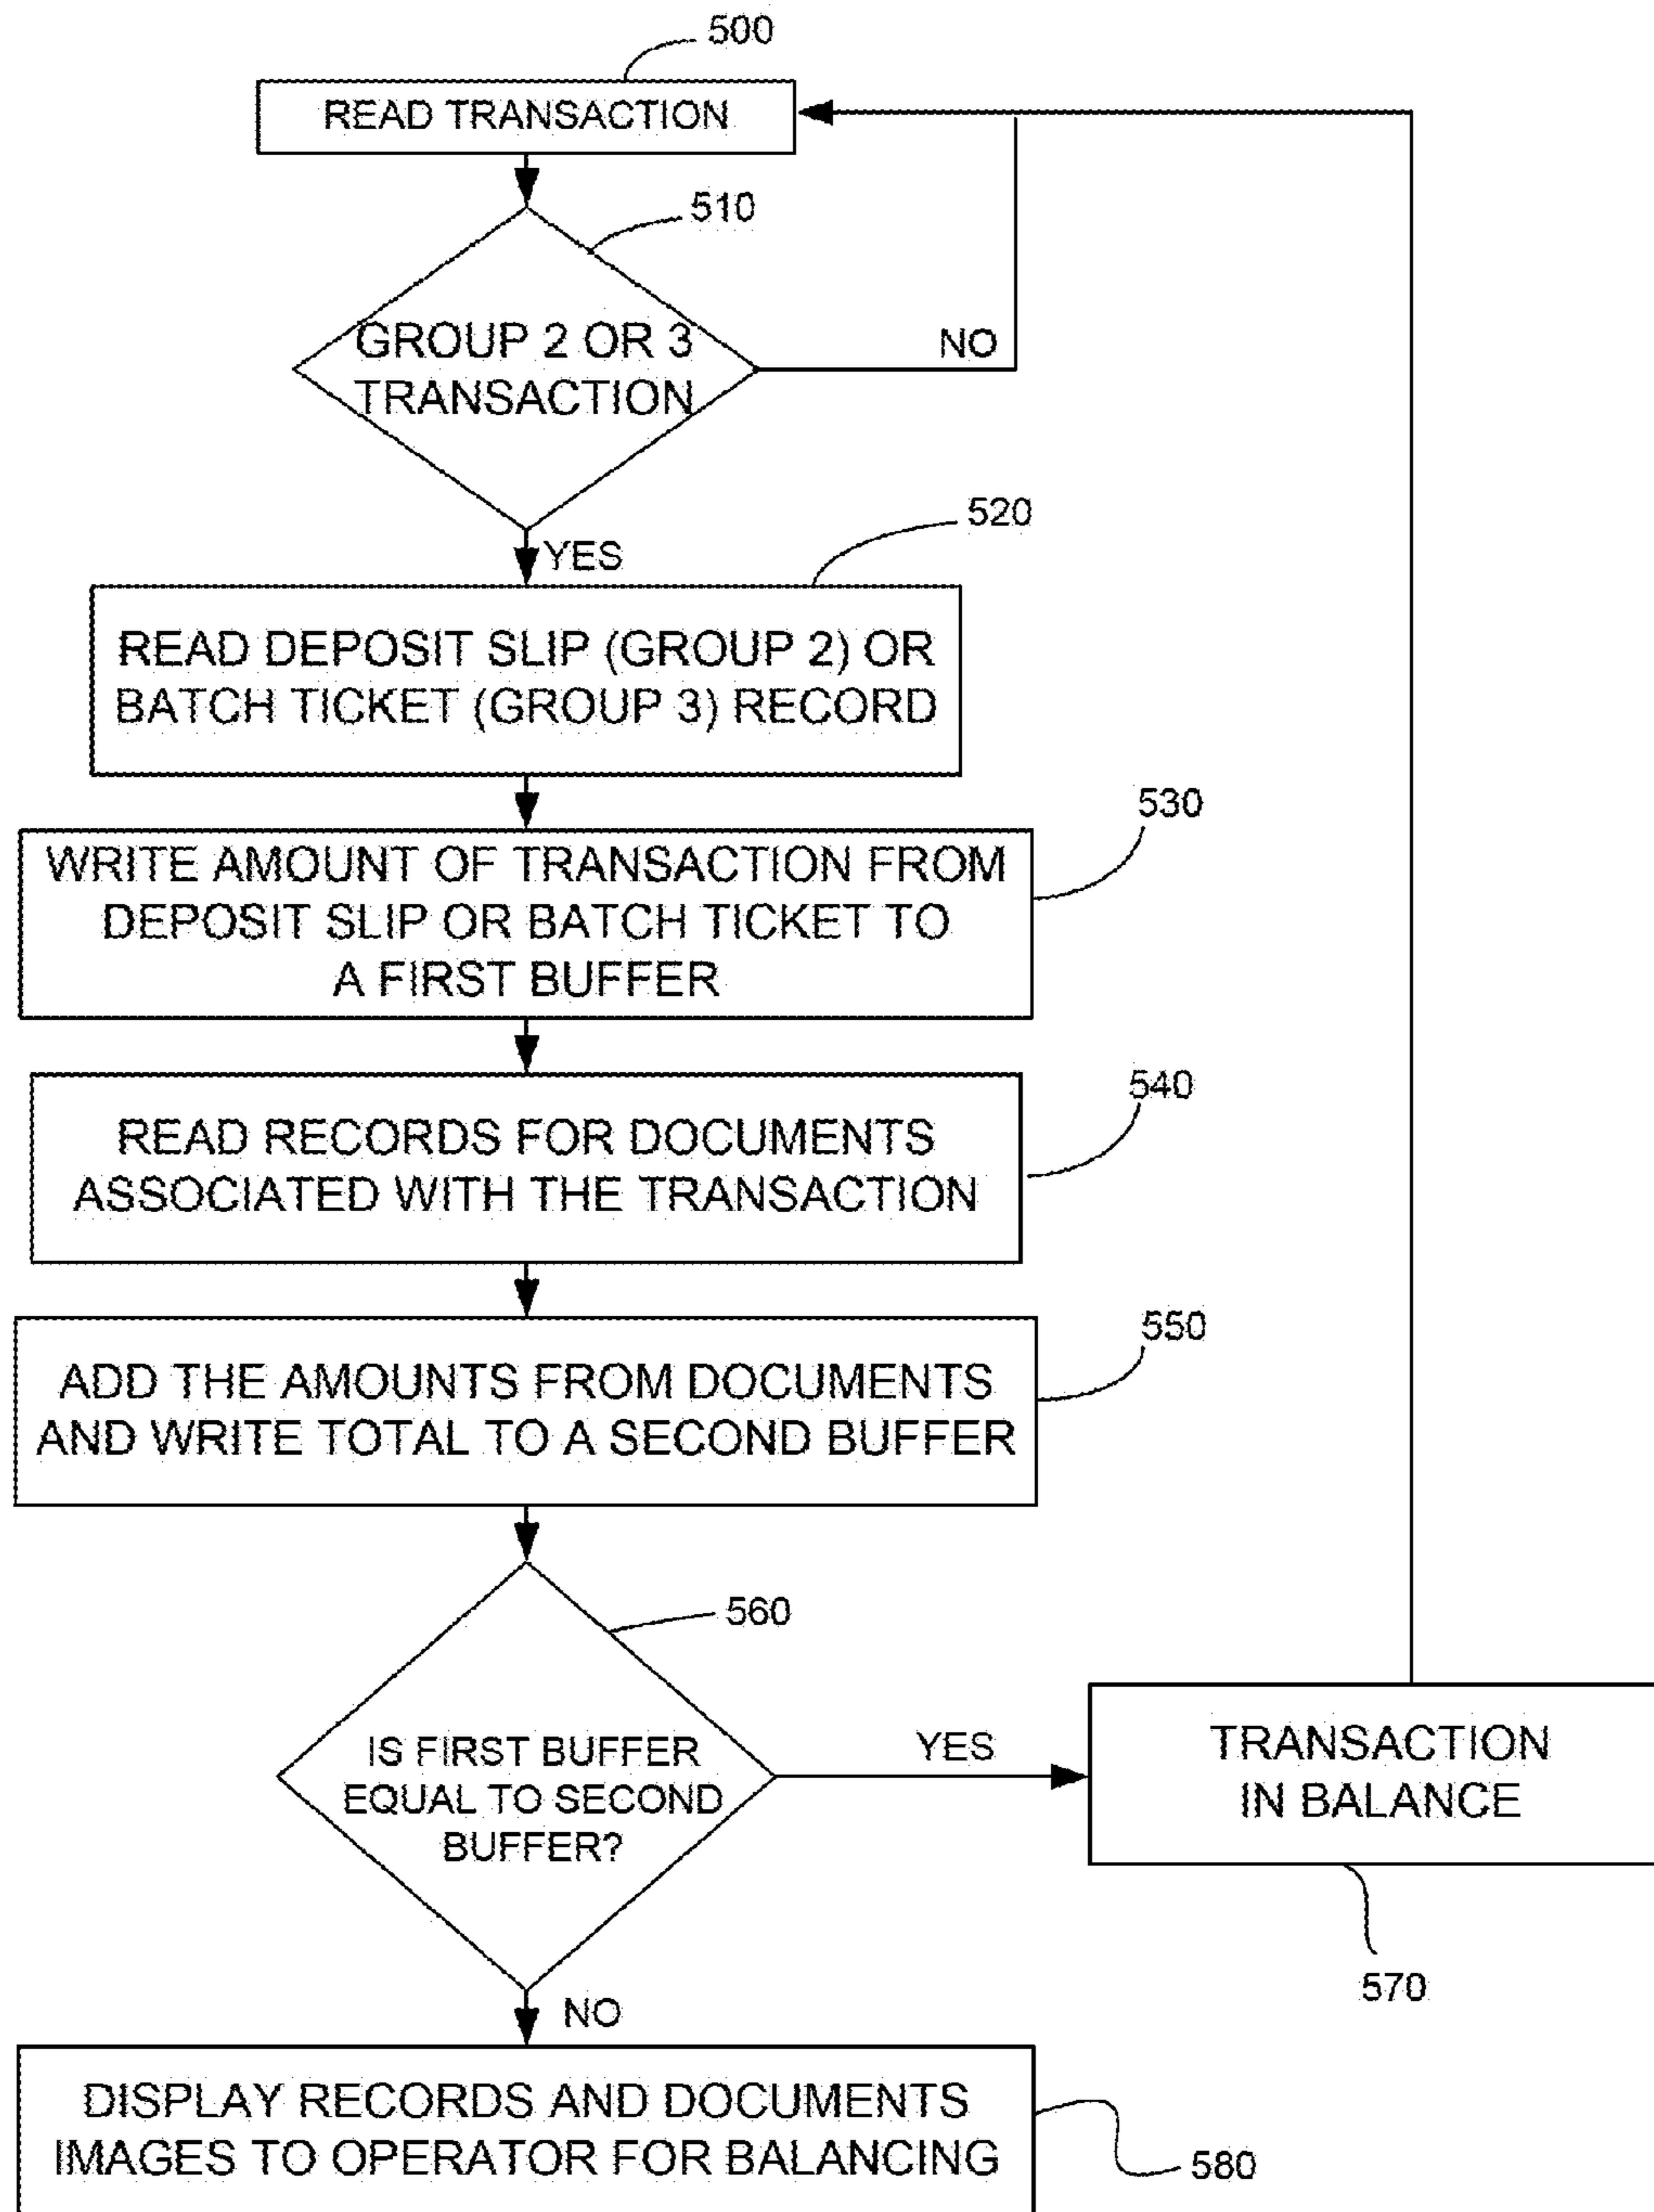 500
READ TRANSACTION
510
GROUP 2 OR 3
TRANSACTION
NO
YES
520
READ DEPOSIT SLIP (GROUP 2) OR
BATCH TICKET (GROUP 3) RECORD
530
WRITE AMOUNT OF TRANSACTION FROM
DEPOSIT SLIP OR BATCH TICKET TO
A FIRST BUFFER
540
READ RECORDS FOR DOCUMENTS
ASSOCIATED WITH THE TRANSACTION
550
ADD THE AMOUNTS FROM DOCUMENTS
AND WRITE TOTAL TO A SECOND BUFFER
560
IS FIRST BUFFER
EQUAL TO SECOND
BUFFER?
YES
TRANSACTION
IN BALANCE
570
NO
DISPLAY RECORDS AND DOCUMENTS
IMAGES TO OPERATOR FOR BALANCING
580